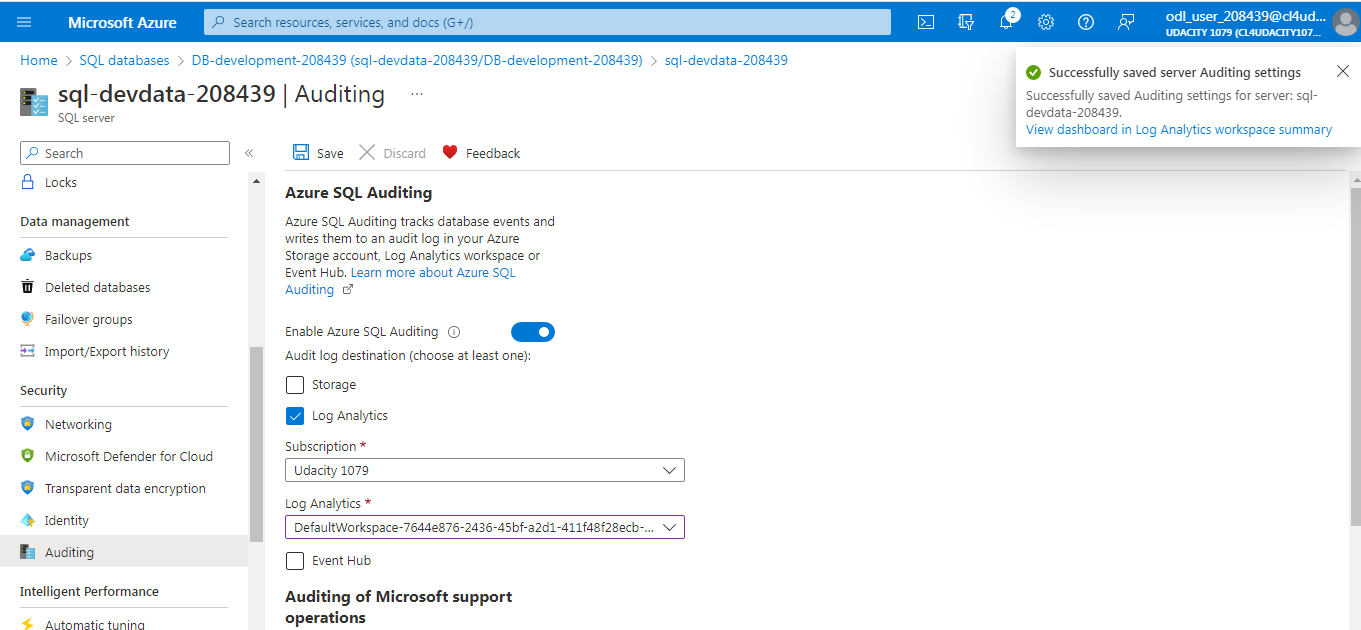 Microsoft Azure
Search resources, services, and docs (G+/)
2
odl_user_208439@cl4ud...
UDACITY 1079 (CL4UDACITY107...
Home > SQL databases > DB-development-208439 (sql-devdata-208439/DB-development-208439) > sql-devdata-208439
sql-devdata-208439 | Auditing ...
SQL server
Successfully saved server Auditing settings
Successfully saved Auditing settings for server: sql-
devdata-208439.
View dashboard in Log Analytics workspace summary
Search
Locks
Data management
Backups
Deleted databases
Failover groups
Import/Export history
Security
Networking
Microsoft Defender for Cloud
Transparent data encryption
Identity
Auditing
Intelligent Performance
Automatic tuning
Save Discard Feedback
Azure SQL Auditing
Azure SQL Auditing tracks database events and
writes them to an audit log in your Azure
Storage account, Log Analytics workspace or
Event Hub. Learn more about Azure SQL
Auditing
Enable Azure SQL Auditing
Audit log destination (choose at least one):
Storage
Log Analytics
Subscription *
Udacity 1079
Log Analytics *
DefaultWorkspace-7644e876-2436-45bf-a2d1-411f48f28ecb-...
Event Hub
Auditing of Microsoft support
operations